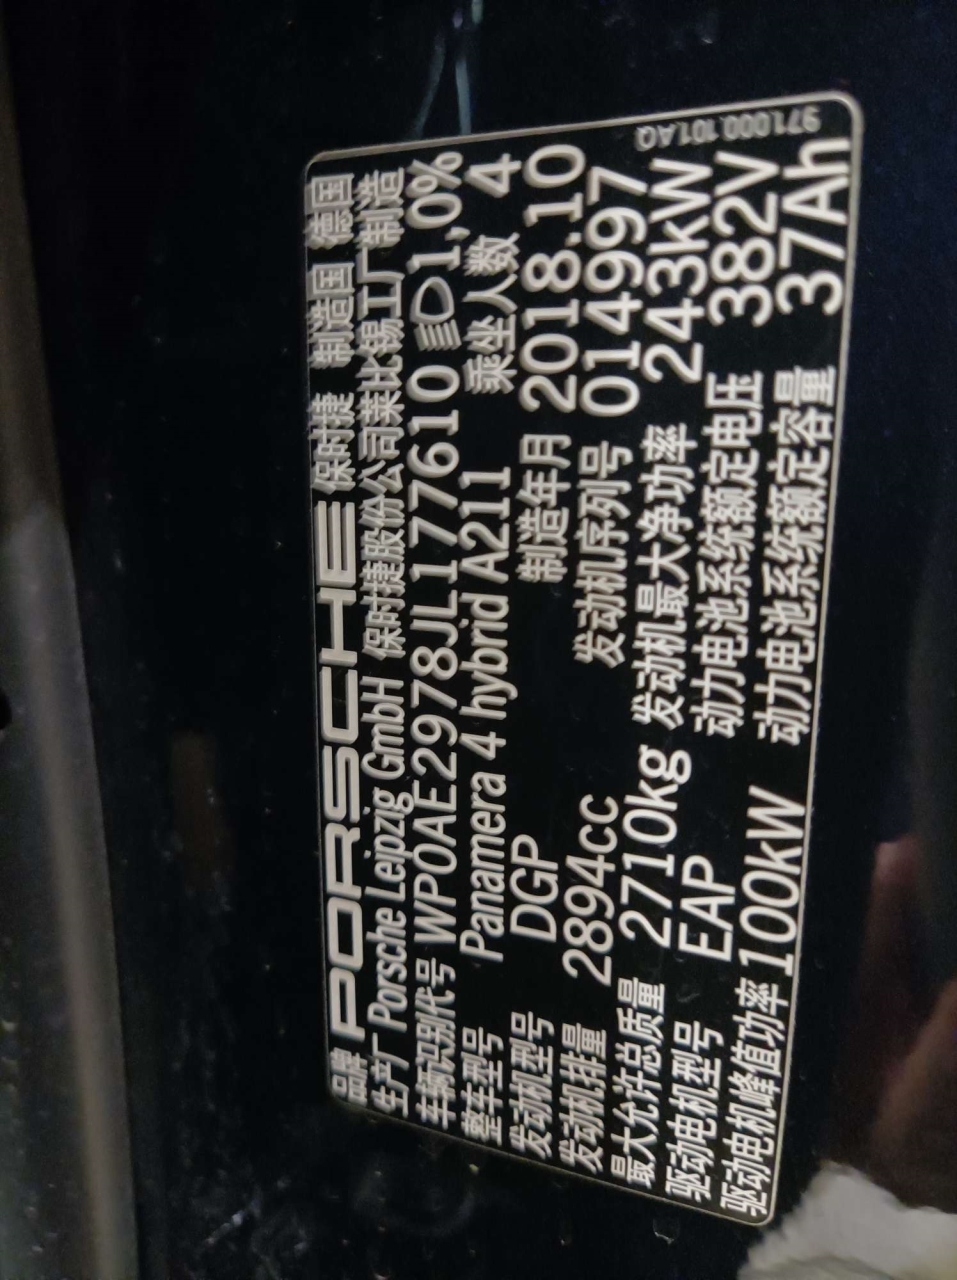 品牌 PORSCHE 保时捷 制造国 德国
生产厂 Porsche Leipzig GmbH 保时捷股份公司莱比锡工厂制造
车辆识别代号 WP0AE2978JL177610 1,0%
整车型号 Panamera 4 hybrid A211 乘坐人数 4
发动机型号 DGP 制造年月 2018.10
发动机排量 2894cc 发动机序列号 014997
最大允许总质量 2710kg 发动机最大净功率 243kW
驱动电机型号 EAP 动力电池系统额定电压 382V
驱动电机峰值功率 100kW 动力电池系统额定容量 37Ah
971.000.101.AQ